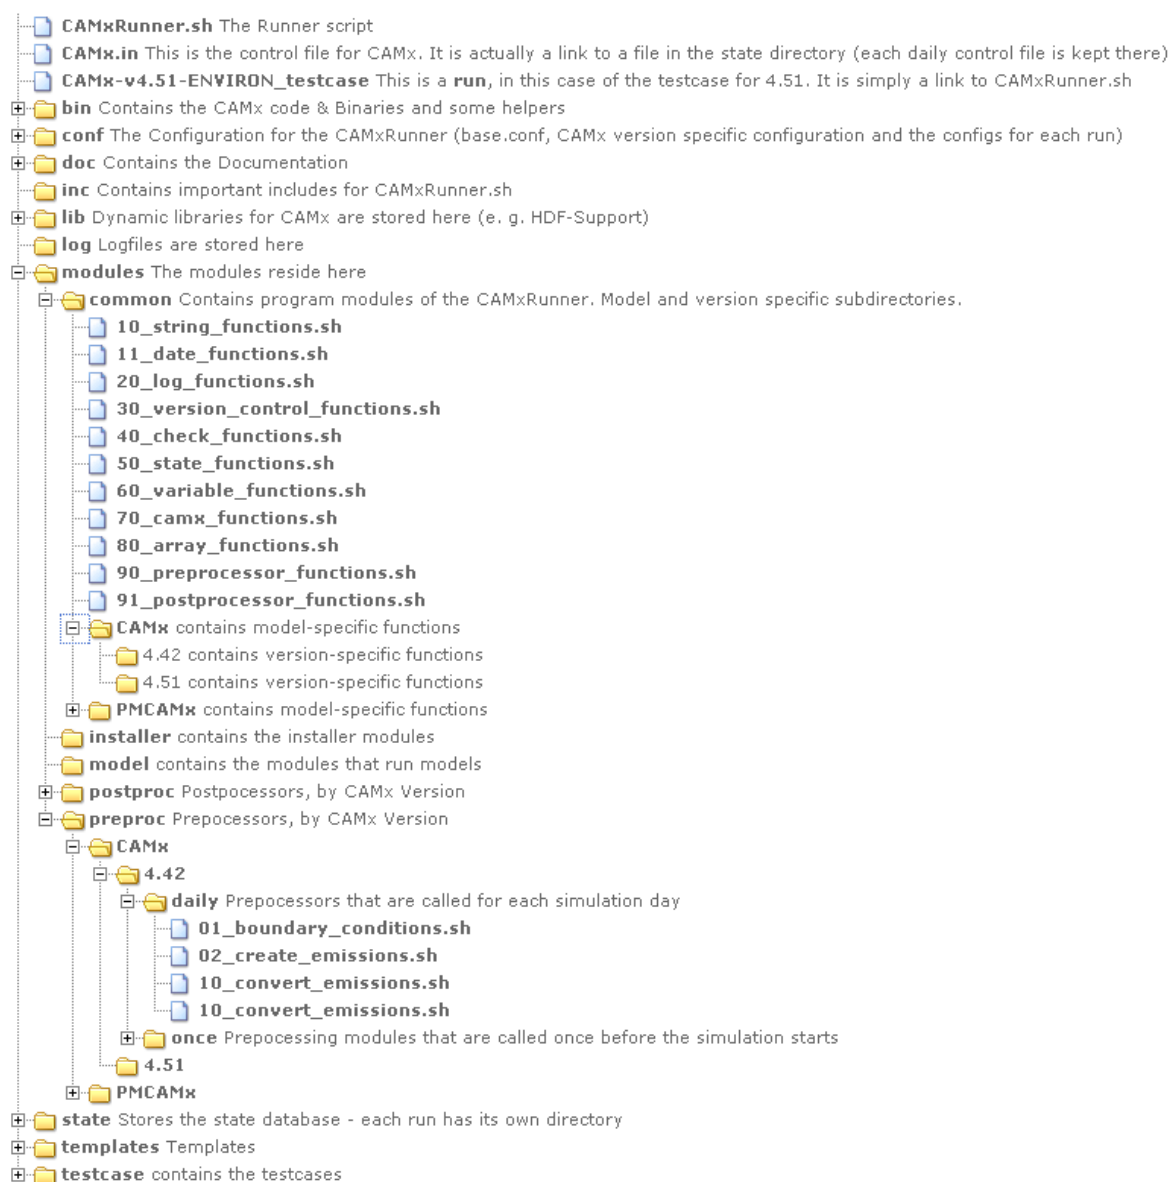 CAMxRunner.sh The Runner script
CAMx.in This is the control file for CAMx. It is actually a link to a file in the state directory (each daily control file is kept there)
CAMx-v4.51-ENVIRON_testcase This is a run, in this case of the testcase for 4.51. It is simply a link to CAMxRunner.sh
bin Contains the CAMx code & Binaries and some helpers
conf The Configuration for the CAMxRunner (base.conf, CAMx version specific configuration and the configs for each run)
doc Contains the Documentation
inc Contains important includes for CAMxRunner.sh
lib Dynamic libraries for CAMx are stored here (e. g. HDF-Support)
log Logfiles are stored here
modules The modules reside here
common Contains program modules of the CAMxRunner. Model and version specific subdirectories.
10_string_functions.sh
11_date_functions.sh
20_log_functions.sh
30_version_control_functions.sh
40_check_functions.sh
50_state_functions.sh
60_variable_functions.sh
70_camx_functions.sh
80_array_functions.sh
90_preprocessor_functions.sh
91_postprocessor_functions.sh
CAMx contains model-specific functions
4.42 contains version-specific functions
4.51 contains version-specific functions
PMCAMx contains model-specific functions
installer contains the installer modules
model contains the modules that run models
postproc Postpocessors, by CAMx Version
preproc Prepocessors, by CAMx Version
CAMx
4.42
daily Prepocessors that are called for each simulation day
01_boundary_conditions.sh
02_create_emissions.sh
10_convert_emissions.sh
10_convert_emissions.sh
once Prepocessing modules that are called once before the simulation starts
4.51
PMCAMx
state Stores the state database - each run has its own directory
templates Templates
testcase contains the testcases